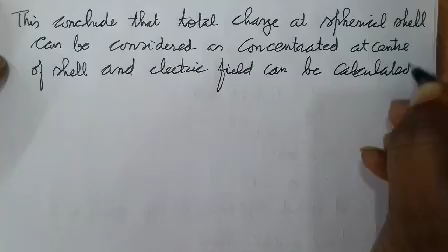 This conclude that total charge at spherical shell
can be considered as concentrated at centre
of shell and electric field can be calculated